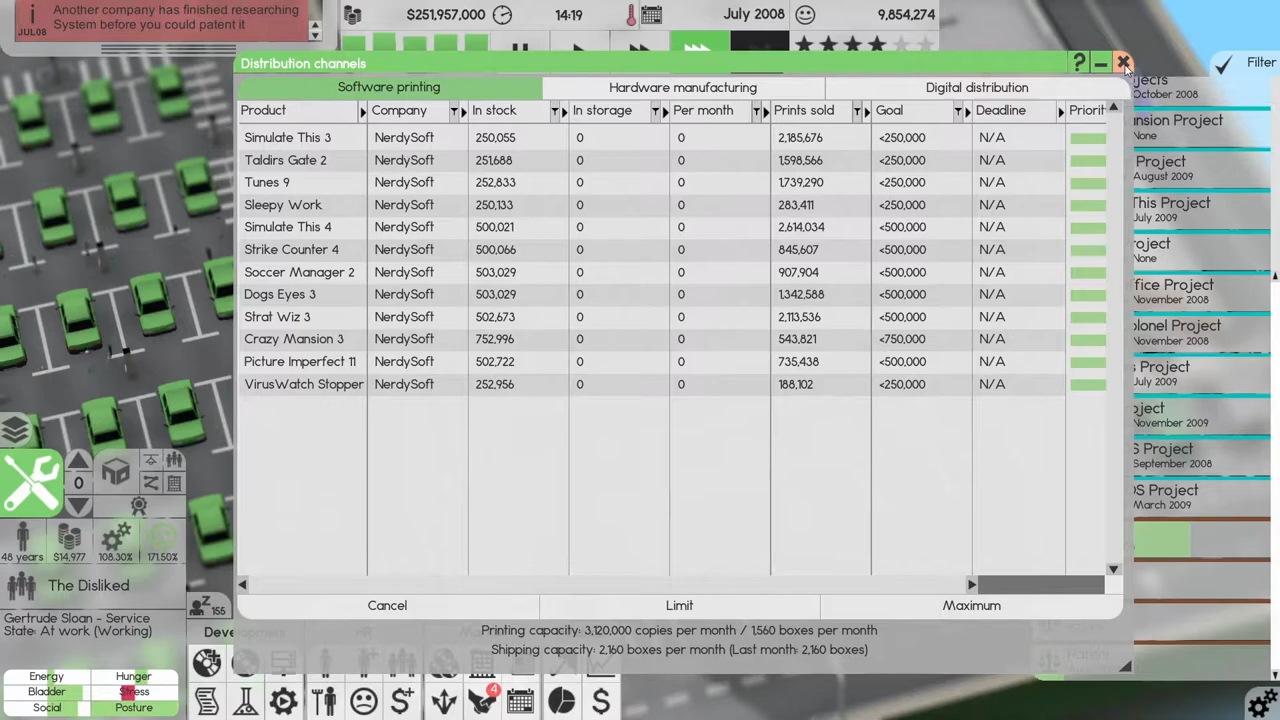 Another company has finished researching
System before you could patent it
JUL08
$251,957,000
14:19
July 2008
9,854,274
Distribution channels
?
Filter
Software printing
Hardware manufacturing
Digital distribution
Product Company In stock In storage Per month Prints sold Goal Deadline Priorit
Simulate This 3 NerdySoft 250,055 0 0 2,185,676 <250,000 N/A
Taldirs Gate 2 NerdySoft 251,688 0 0 1,598,566 <250,000 N/A
Tunes 9 NerdySoft 252,833 0 0 1,739,290 <250,000 N/A
Sleepy Work NerdySoft 250,133 0 0 283,411 <250,000 N/A
Simulate This 4 NerdySoft 500,021 0 0 2,614,034 <500,000 N/A
Strike Counter 4 NerdySoft 500,066 0 0 845,607 <500,000 N/A
Soccer Manager 2 NerdySoft 503,029 0 0 907,904 <500,000 N/A
Dogs Eyes 3 NerdySoft 503,029 0 0 1,342,588 <500,000 N/A
Strat Wiz 3 NerdySoft 502,673 0 0 2,113,536 <500,000 N/A
Crazy Mansion 3 NerdySoft 752,996 0 0 543,821 <750,000 N/A
Picture Imperfect 11 NerdySoft 502,722 0 0 735,438 <500,000 N/A
VirusWatch Stopper NerdySoft 252,956 0 0 188,102 <250,000 N/A
Cancel
Limit
Maximum
Printing capacity: 3,120,000 copies per month / 1,560 boxes per month
Shipping capacity: 2,160 boxes per month (Last month: 2,160 boxes)
ojects
October 2008
ansion Project
None
Project
August 2009
This Project
July 2009
roject
None
ffice Project
November 2008
olonel Project
November 2008
s Project
July 2009
oject
November 2009
S Project
September 2008
OS Project
March 2009
0
48 years
$14,977
108.30%
171.50%
The Disliked
155
Gertrude Sloan - Service
State: At work (Working)
Energy
Hunger
Bladder
Stress
Social
Posture
HR
4
Patent